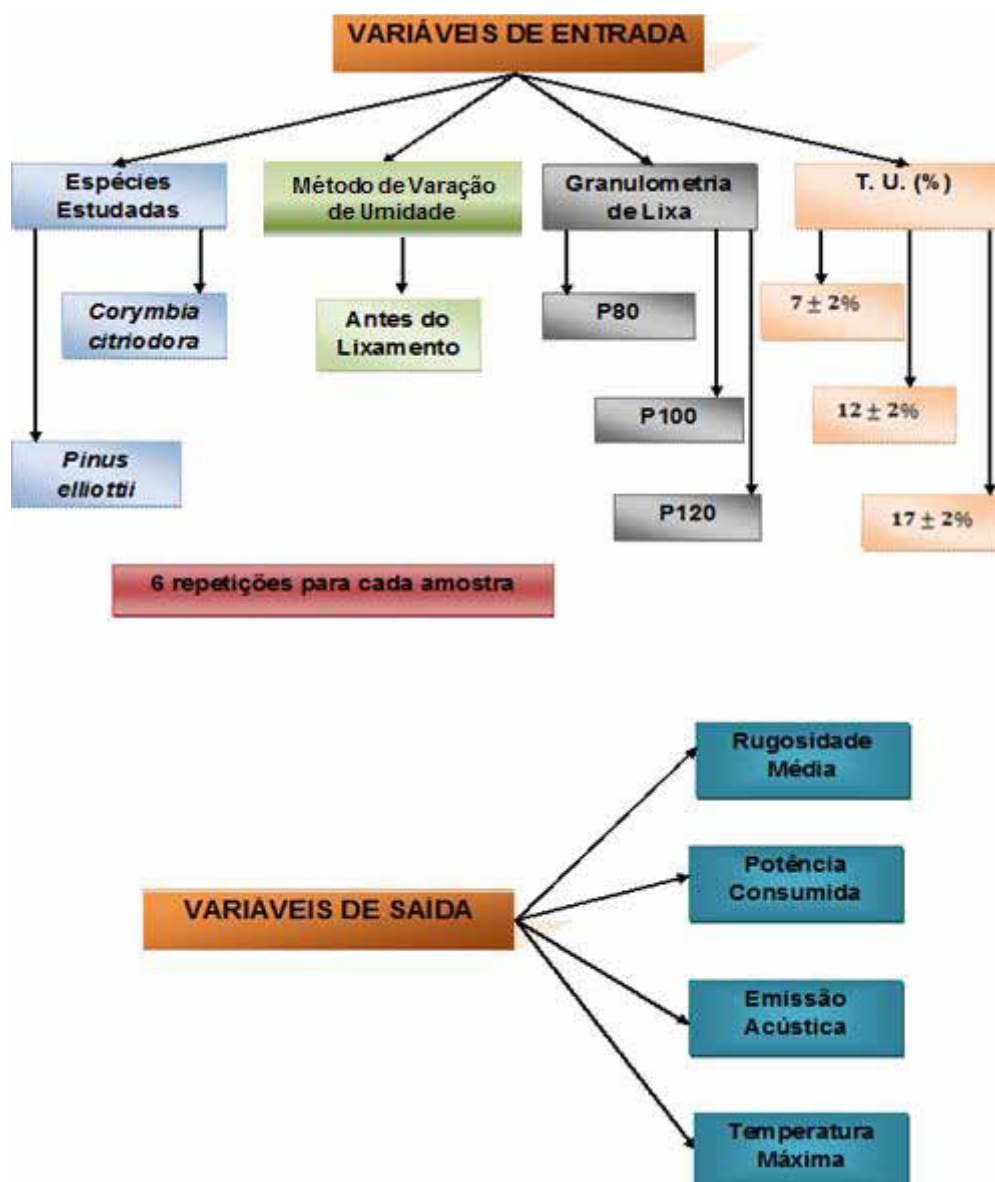 VARIÁVEIS DE ENTRADA
Espécies
Estudadas
Método de Varação
de Umidade
Granulometria
de Lixa
T. U. (%)
Corymbia
citriodora
Antes do
Lixamento
P80
7 ± 2%
P100
12 ± 2%
Pinus
elliottii
P120
17 ± 2%
6 repetições para cada amostra
Rugosidade
Média
Potência
Consumida
VARIÁVEIS DE SAÍDA
Emissão
Acústica
Temperatura
Máxima